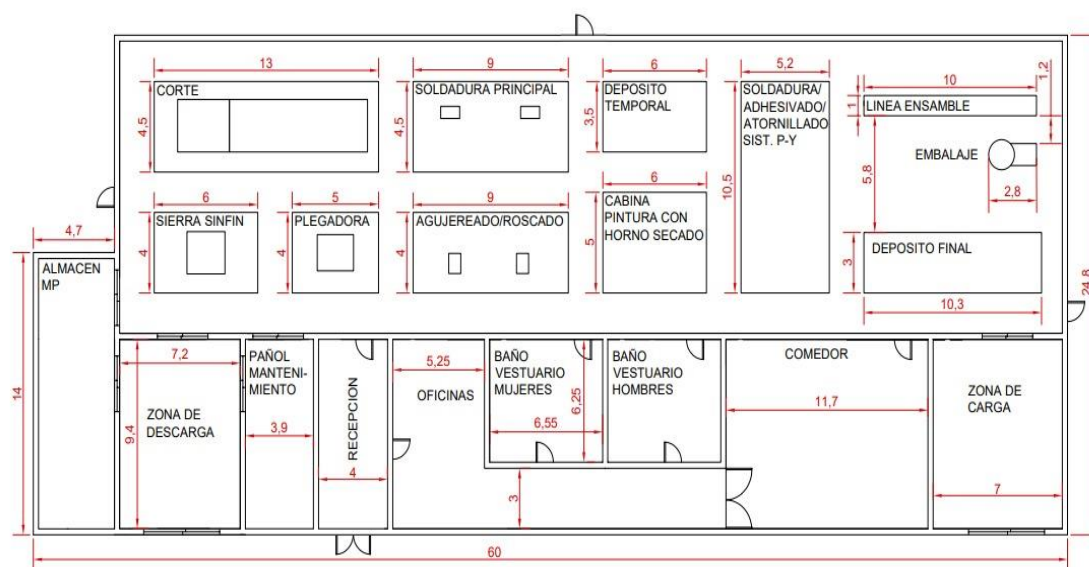 13
9
6
5,2
10
1,2
CORTE
SOLDADURA PRINCIPAL
DEPOSITO
TEMPORAL
SOLDADURA/
ADHESIVADO/
ATORNILLADO
SIST. P-Y
1
LINEA ENSAMBLE
4,5
4,5
3,5
10,5
5,8
EMBALAJE
2,8
6
5
9
6
SIERRA SINFIN
PLEGADORA
AGUJEREADO/ROSCADO
CABINA
PINTURA CON
HORNO SECADO
4
4
4
5
3
DEPOSITO FINAL
10,3
24,8
4,7
ALMACEN
MP
14
7,2
ZONA DE
DESCARGA
9,4
PAÑOL
MANTENI-
MIENTO
3,9
RECEPCION
4
5,25
OFICINAS
BAÑO
VESTUARIO
MUJERES
6,55
6,25
BAÑO
VESTUARIO
HOMBRES
3
COMEDOR
11,7
ZONA DE
CARGA
7
60